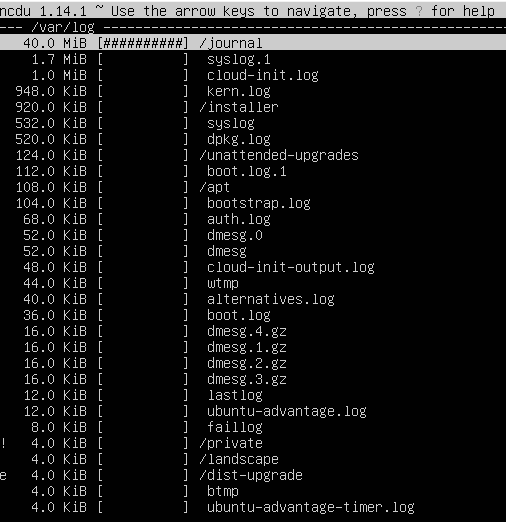 ncdu 1.14.1 ~ Use the arrow keys to navigate, press ? for help
--- /var/log ---------------------------------------------------
   40.0 MiB [##########] /journal
    1.7 MiB [          ]  syslog.1
    1.0 MiB [          ]  cloud-init.log
  948.0 KiB [          ]  kern.log
  920.0 KiB [          ] /installer
  532.0 KiB [          ]  syslog
  520.0 KiB [          ]  dpkg.log
  124.0 KiB [          ] /unattended-upgrades
  112.0 KiB [          ]  boot.log.1
  108.0 KiB [          ] /apt
  104.0 KiB [          ]  bootstrap.log
   68.0 KiB [          ]  auth.log
   52.0 KiB [          ]  dmesg.0
   52.0 KiB [          ]  dmesg
   48.0 KiB [          ]  cloud-init-output.log
   44.0 KiB [          ]  wtmp
   40.0 KiB [          ]  alternatives.log
   36.0 KiB [          ]  boot.log
   16.0 KiB [          ]  dmesg.4.gz
   16.0 KiB [          ]  dmesg.1.gz
   16.0 KiB [          ]  dmesg.2.gz
   16.0 KiB [          ]  dmesg.3.gz
   12.0 KiB [          ]  lastlog
   12.0 KiB [          ]  ubuntu-advantage.log
    8.0 KiB [          ]  faillog
!   4.0 KiB [          ] /private
    4.0 KiB [          ] /landscape
e   4.0 KiB [          ] /dist-upgrade
    4.0 KiB [          ]  btmp
    4.0 KiB [          ]  ubuntu-advantage-timer.log